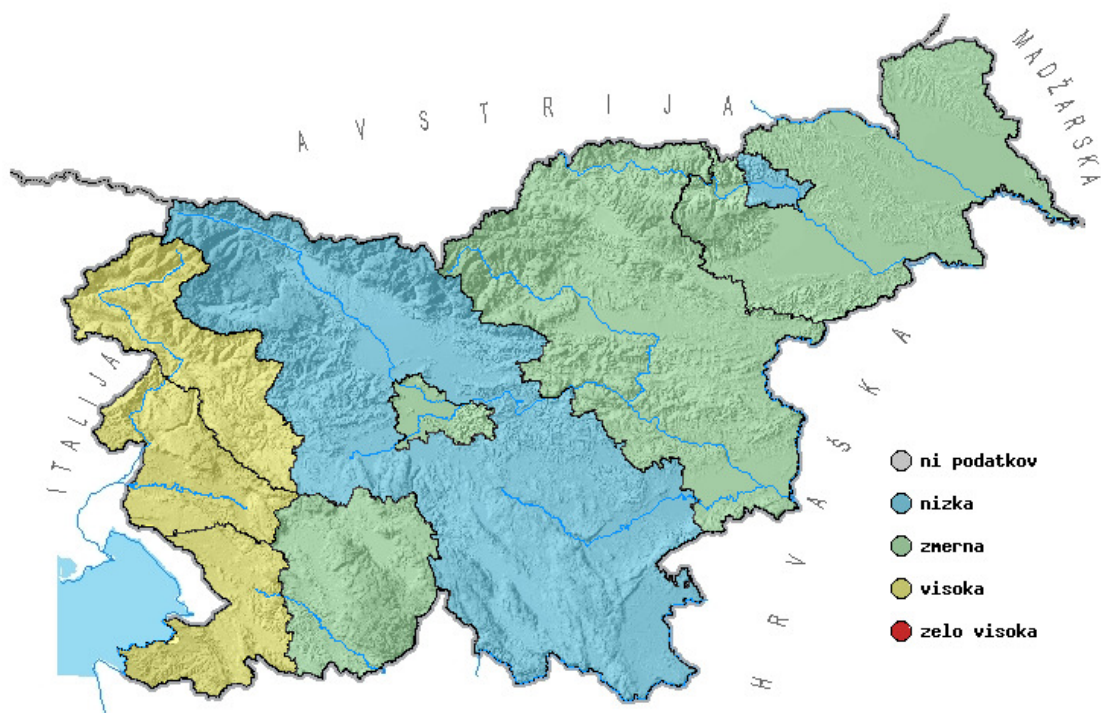 AVSTRIJA
MADŽARSKA
ITALIJA
HRVAŠKA
ni podatkov
nizka
zmerna
visoka
zelo visoka